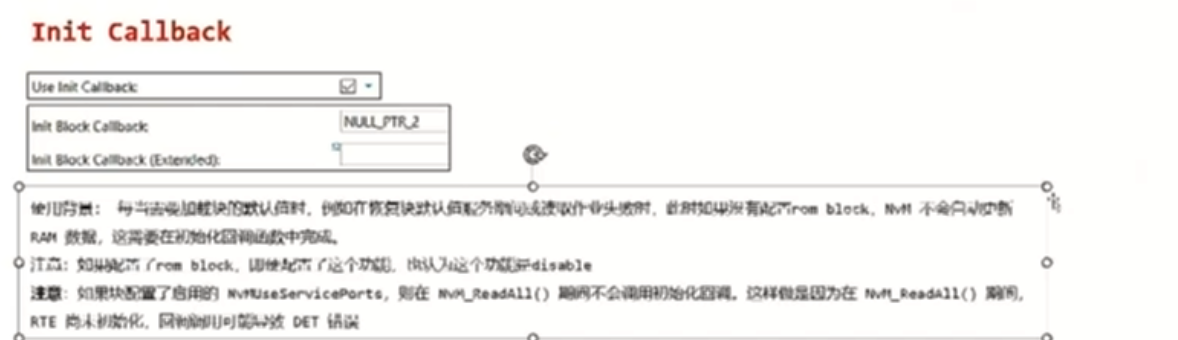 Init Callback
Use Init Callback:
Init Block Callback: NULL_PTR_2
Init Block Callback (Extended):
使用背景： 每当需要加载块的默认值时，例如在恢复块默认值服务期间或读取作业失败时，此时如果没有配置rom block，NvM 不会自动更新
RAM 数据，这需要在初始化回调函数中完成。
注意：如果配置了rom block，即使配置了这个功能，也认为这个功能是disable
注意：如果块配置了启用的 NvMUseServicePorts，则在 NvM_ReadAll() 期间不会调用初始化回调。这样做是因为在 NvM_ReadAll() 期间，
RTE 尚未初始化，回调调用可能导致 DET 错误